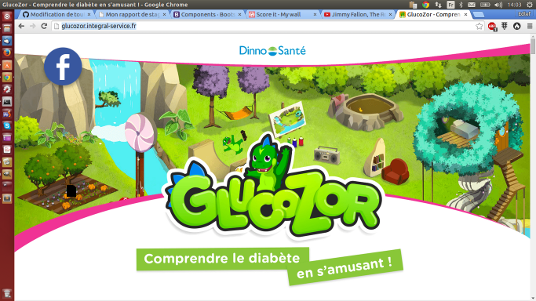 GlucoZor - Comprendre le diabète en s'amusant ! - Google Chrome
14:03
Modification de
Mon rapport de sta
Components - Boo
Score it - My wall
Jimmy Fallon, The
GlucoZor - Compren
glucozor.integral-service.fr
Dinno Santé
f
GLUCOZOR
Comprendre le diabète
en s'amusant !